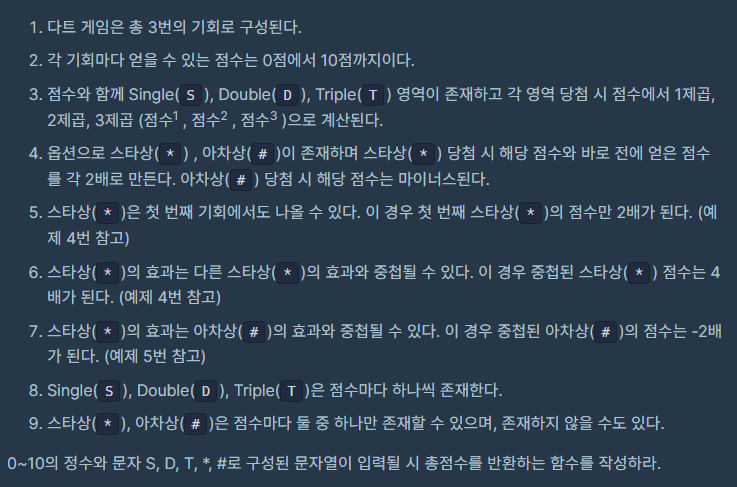 1. 다트 게임은 총 3번의 기회로 구성된다.
2. 각 기회마다 얻을 수 있는 점수는 0점에서 10점까지이다.
3. 점수와 함께 Single( S ), Double( D ), Triple( T ) 영역이 존재하고 각 영역 당첨 시 점수에서 1제곱,
2제곱, 3제곱 (점수¹ , 점수² , 점수³ )으로 계산된다.
4. 옵션으로 스타상( * ) , 아차상( # )이 존재하며 스타상( * ) 당첨 시 해당 점수와 바로 전에 얻은 점수
를 각 2배로 만든다. 아차상( # ) 당첨 시 해당 점수는 마이너스된다.
5. 스타상( * )은 첫 번째 기회에서도 나올 수 있다. 이 경우 첫 번째 스타상( * )의 점수만 2배가 된다. (예
제 4번 참고)
6. 스타상( * )의 효과는 다른 스타상( * )의 효과와 중첩될 수 있다. 이 경우 중첩된 스타상( * ) 점수는 4
배가 된다. (예제 4번 참고)
7. 스타상( * )의 효과는 아차상( # )의 효과와 중첩될 수 있다. 이 경우 중첩된 아차상( # )의 점수는 -2배
가 된다. (예제 5번 참고)
8. Single( S ), Double( D ), Triple( T )은 점수마다 하나씩 존재한다.
9. 스타상( * ), 아차상( # )은 점수마다 둘 중 하나만 존재할 수 있으며, 존재하지 않을 수도 있다.
0~10의 정수와 문자 S, D, T, *, #로 구성된 문자열이 입력될 시 총점수를 반환하는 함수를 작성하라.